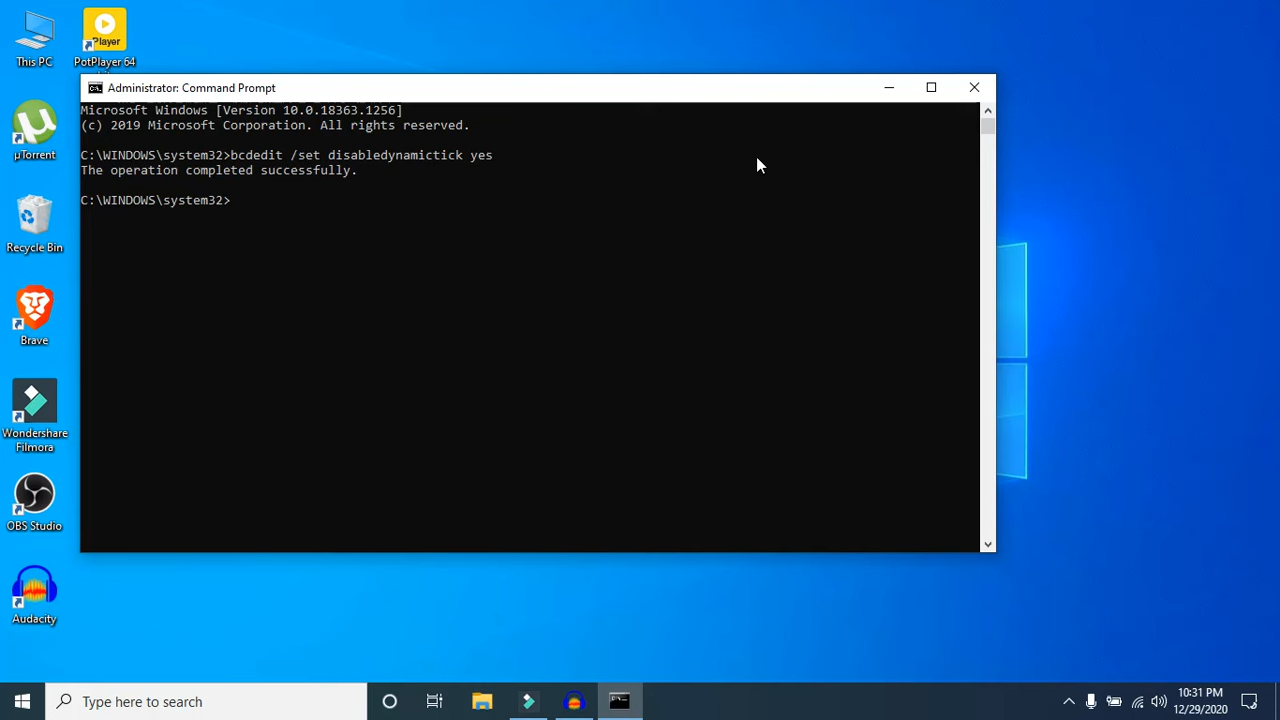 This PC
Player
PotPlayer 64
Administrator: Command Prompt
Microsoft Windows [Version 10.0.18363.1256]
(c) 2019 Microsoft Corporation. All rights reserved.
C:\WINDOWS\system32>bcdedit /set disabledynamictick yes
The operation completed successfully.
C:\WINDOWS\system32>
µTorrent
Recycle Bin
Brave
Wondershare
Filmora
OBS Studio
Audacity
Type here to search
10:31 PM
12/29/2020